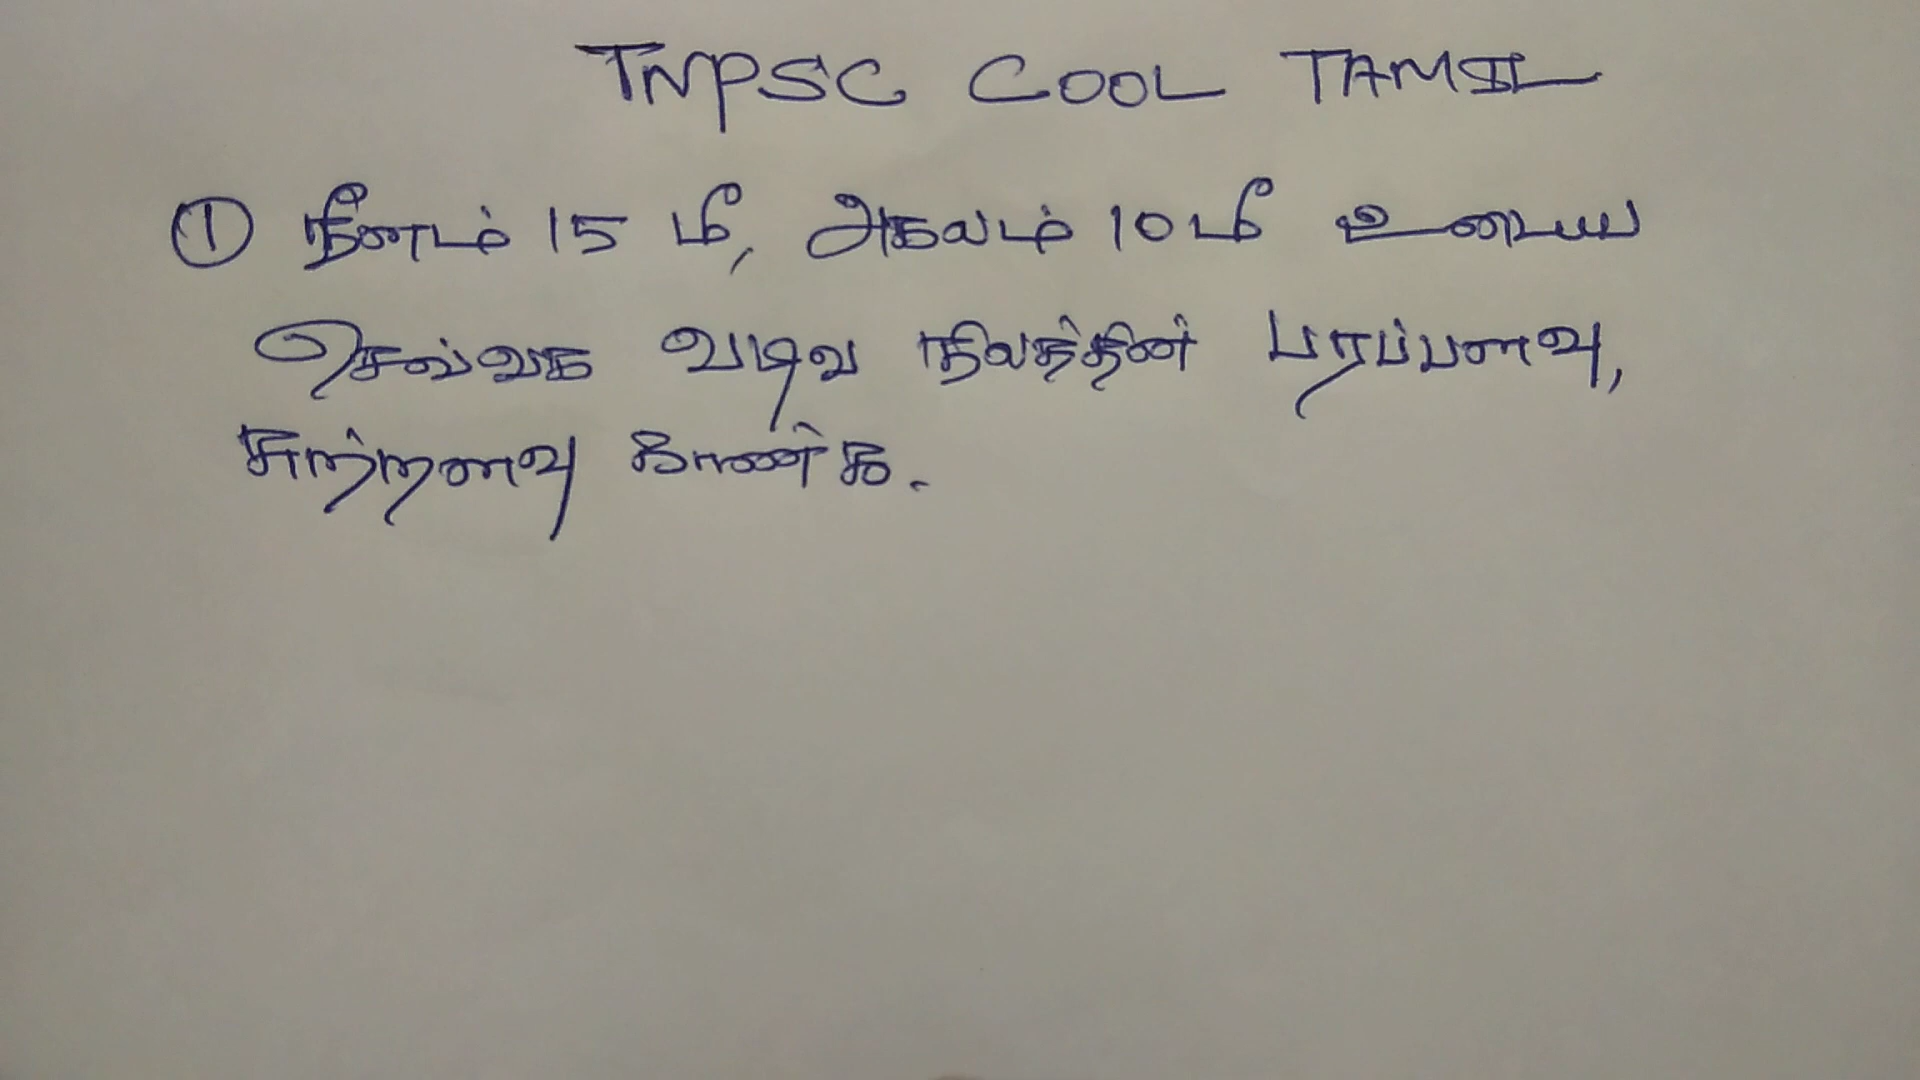 TNPSC COOL TAMIL
① நீளம் 15 மீ, அகலம் 10 மீ உடைய
செவ்வக வடிவ நிலத்தின் பரப்பளவு,
சுற்றளவு காண்க.